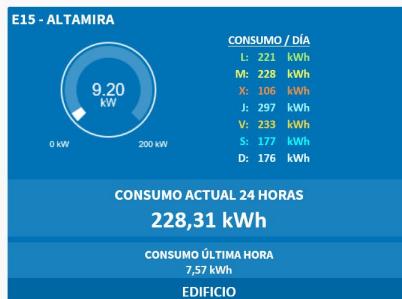 E15 - ALTAMIRA
CONSUMO / DÍA
L: 221 kWh
M: 228 kWh
X: 106 kWh
J: 297 kWh
V: 233 kWh
S: 177 kWh
D: 176 kWh
9.20
kW
0 kW 200 kW
CONSUMO ACTUAL 24 HORAS
228,31 kWh
CONSUMO ÚLTIMA HORA
7,57 kWh
EDIFICIO